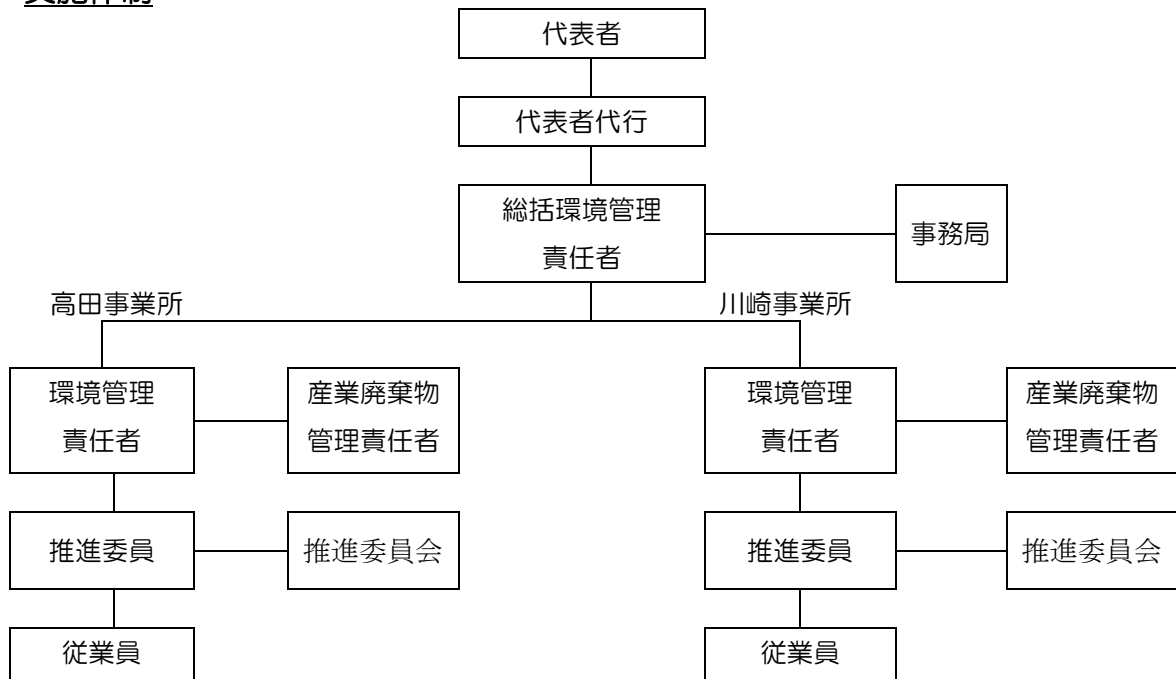 代表者
代表者代行
総括環境管理
責任者
事務局
高田事業所
川崎事業所
環境管理
責任者
産業廃棄物
管理責任者
環境管理
責任者
産業廃棄物
管理責任者
推進委員
推進委員会
推進委員
推進委員会
従業員
従業員